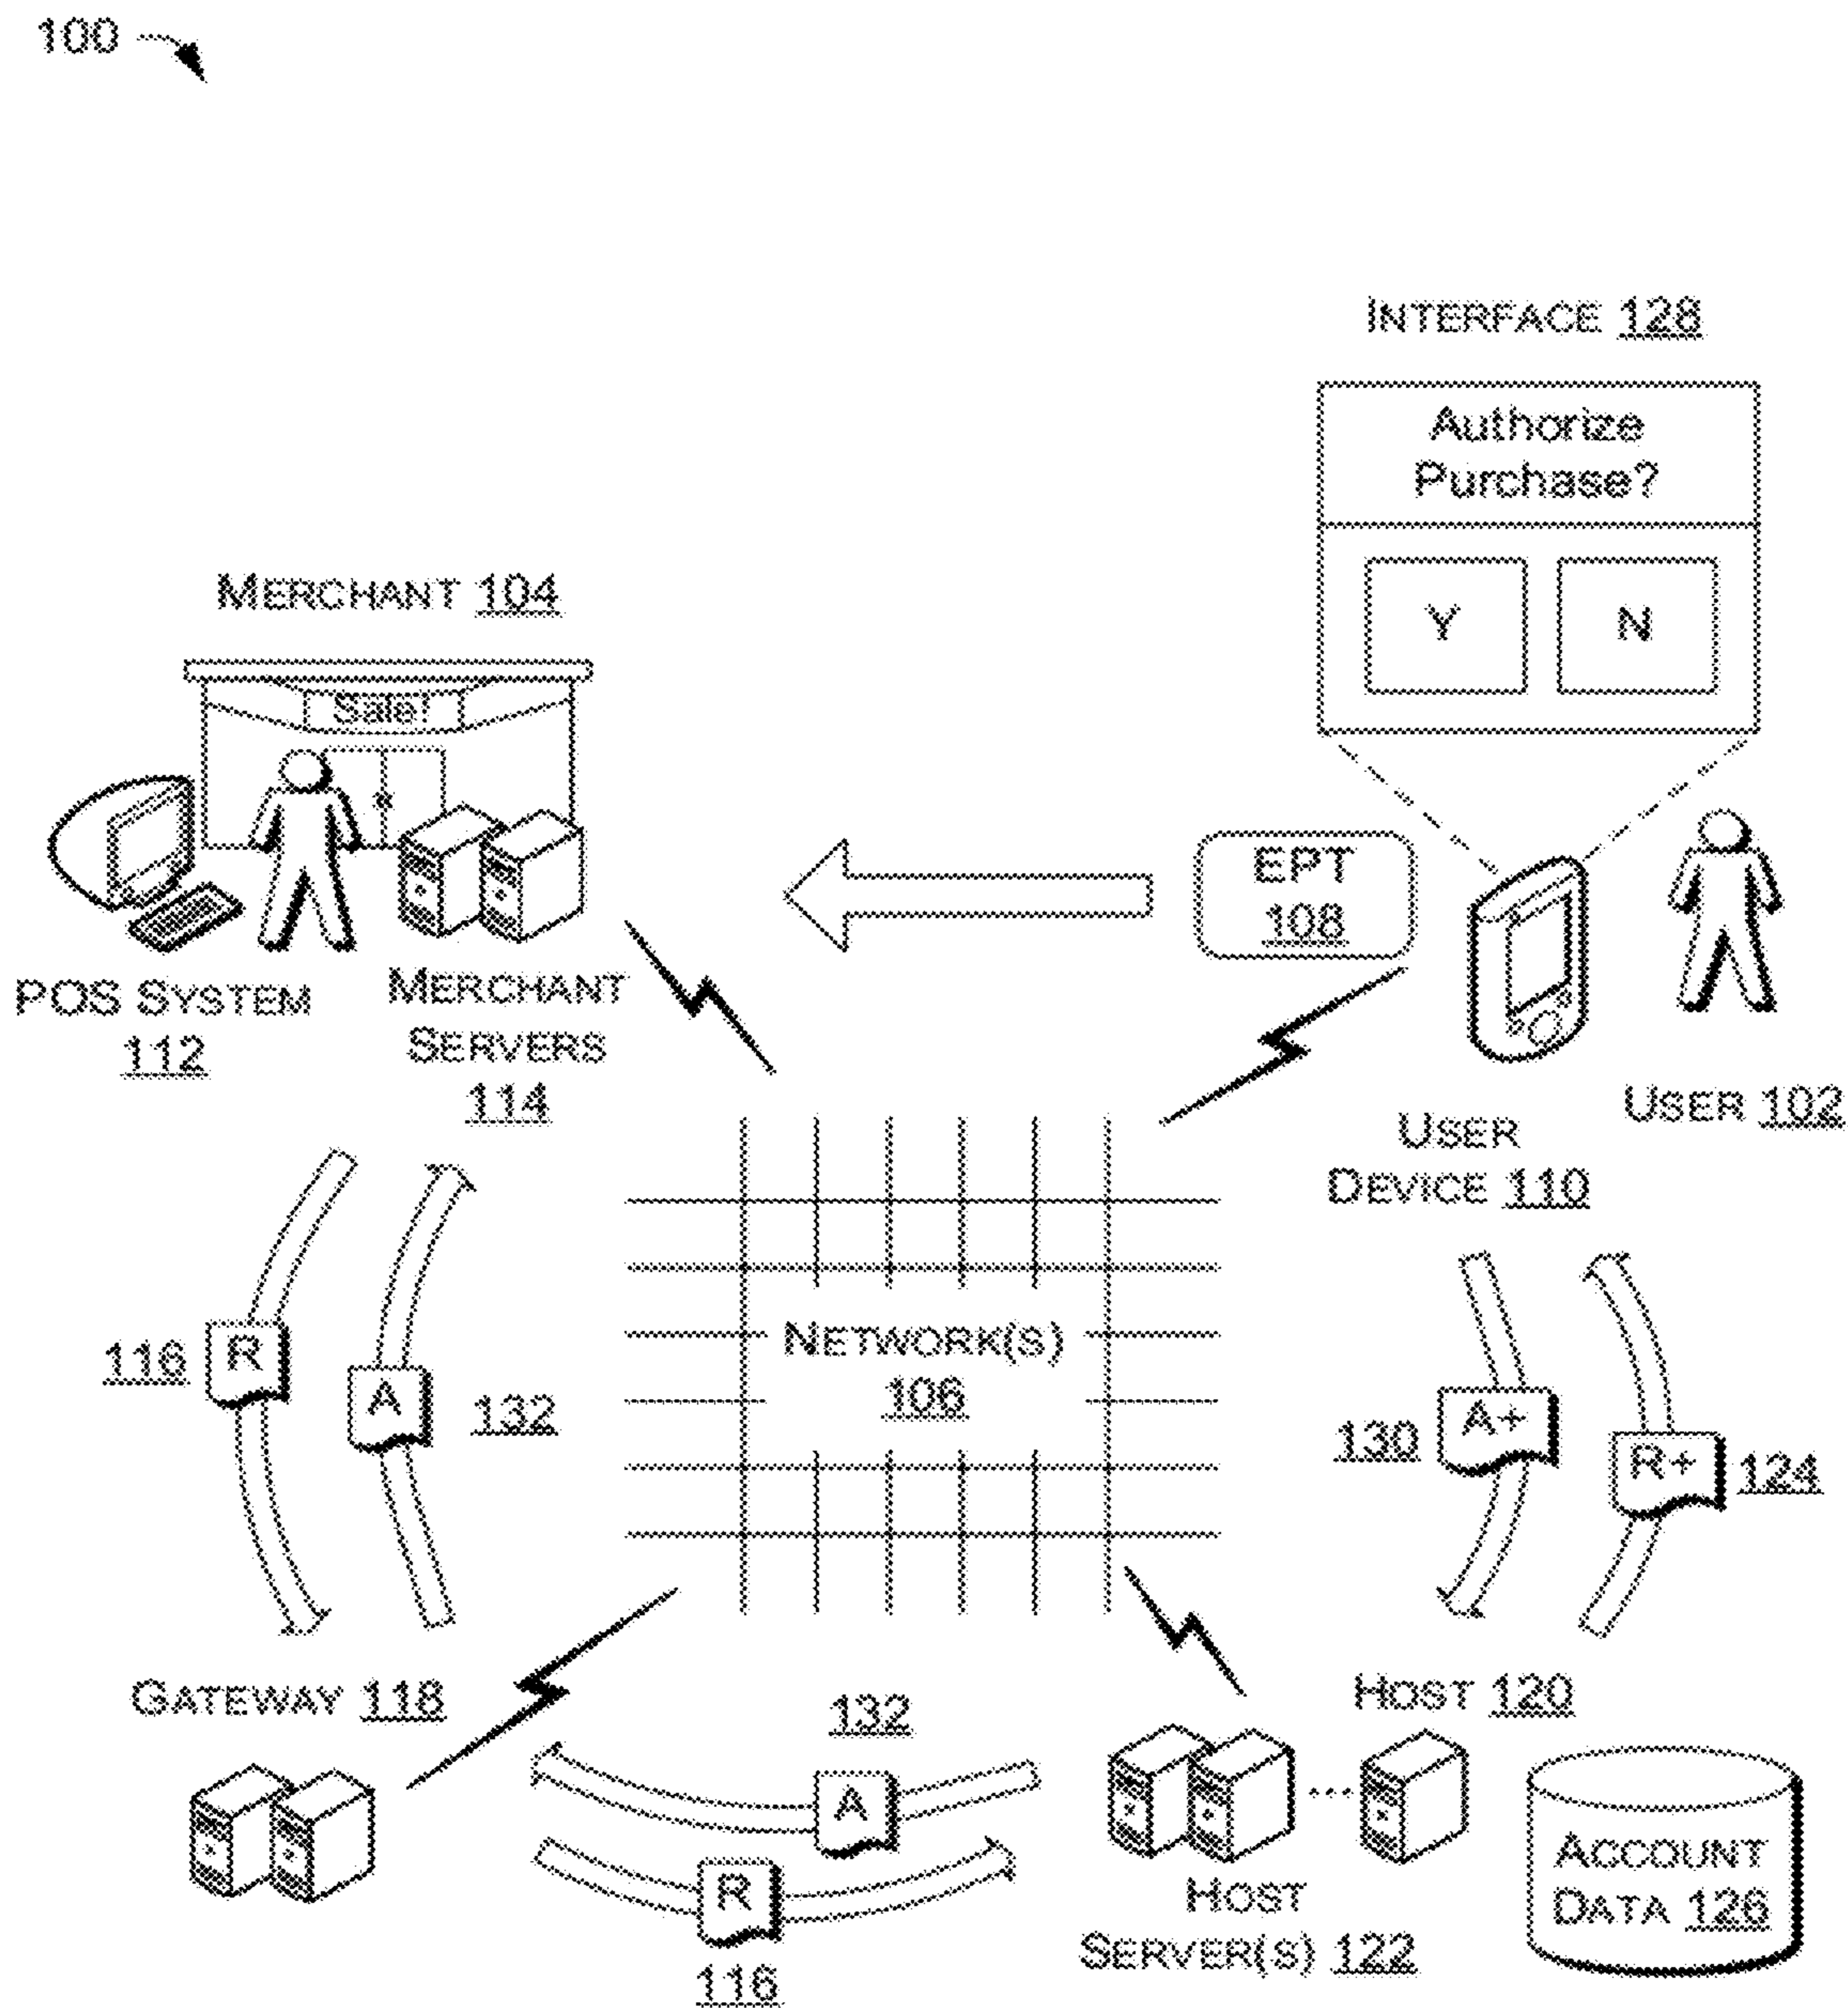 100
INTERFACE 128
Authorize
Purchase?
Y N
MERCHANT 104
Sale!
EPT
108
POS SYSTEM
112
MERCHANT
SERVERS
114
USER 102
USER
DEVICE 110
NETWORK(S)
106
116 R
A 132
130 A+
R+ 124
GATEWAY 118
HOST 120
132
A
R
116
HOST
SERVER(S) 122
ACCOUNT
DATA 126